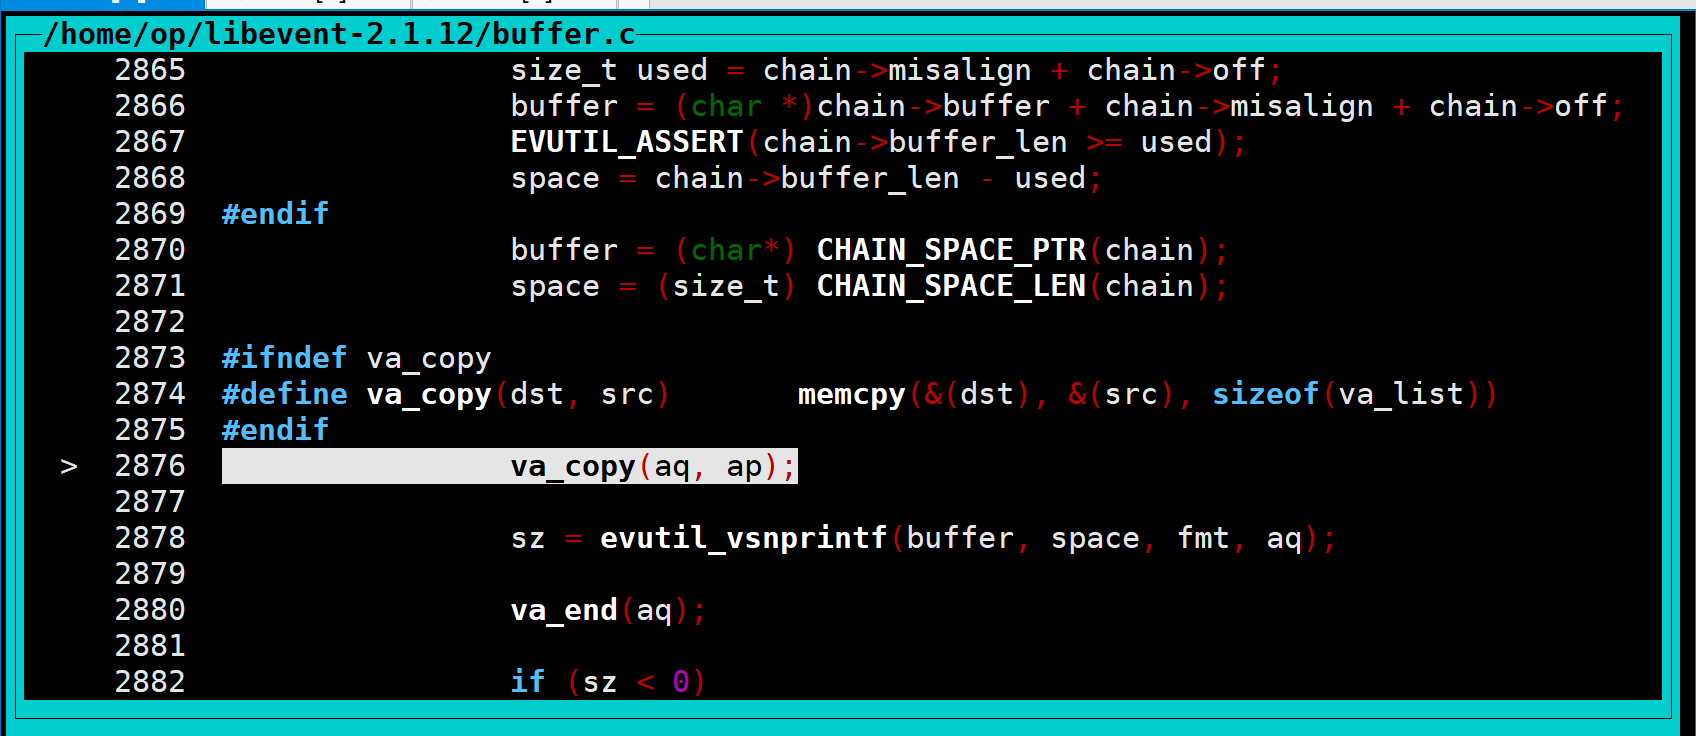 /home/op/libevent-2.1.12/buffer.c
2865 size_t used = chain->misalign + chain->off;
2866 buffer = (char *)chain->buffer + chain->misalign + chain->off;
2867 EVUTIL_ASSERT(chain->buffer_len >= used);
2868 space = chain->buffer_len - used;
2869 #endif
2870 buffer = (char*) CHAIN_SPACE_PTR(chain);
2871 space = (size_t) CHAIN_SPACE_LEN(chain);
2872
2873 #ifndef va_copy
2874 #define va_copy(dst, src) memcpy(&(dst), &(src), sizeof(va_list))
2875 #endif
> 2876 va_copy(aq, ap);
2877
2878 sz = evutil_vsnprintf(buffer, space, fmt, aq);
2879
2880 va_end(aq);
2881
2882 if (sz < 0)